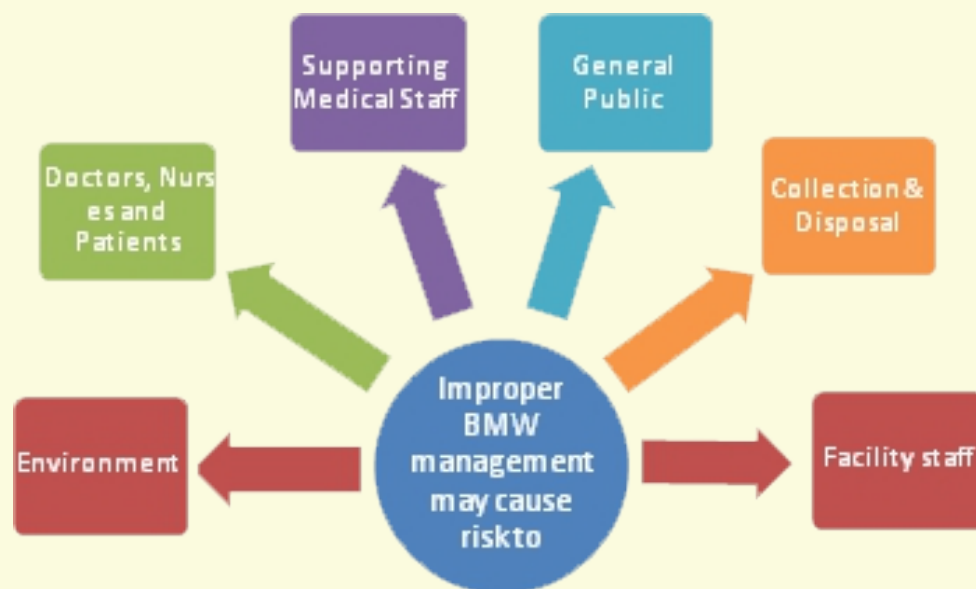 Supporting
Medical Staff
General
Public
Doctors, Nurs
es and
Patients
Collection &
Disposal
Improper
BMW
management
may cause
riskto
Environment
Facility staff